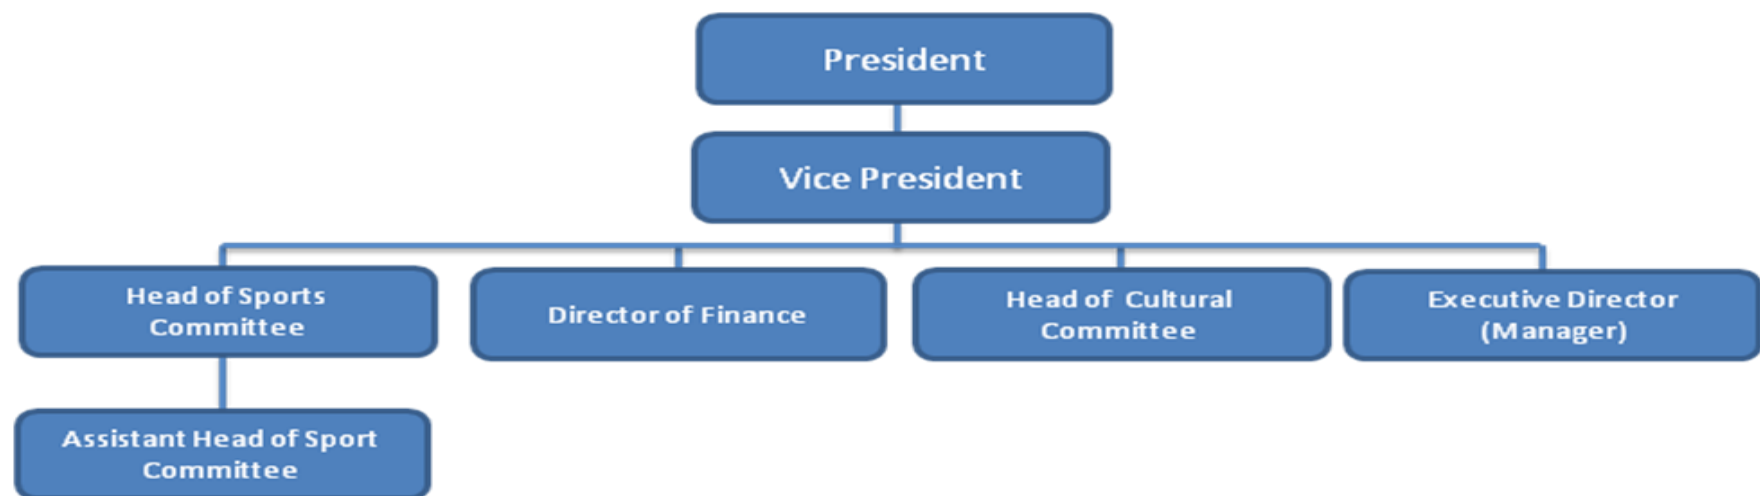 President
Vice President
Head of Sports
Committee
Director of Finance
Head of Cultural
Committee
Executive Director
(Manager)
Assistant Head of Sport
Committee